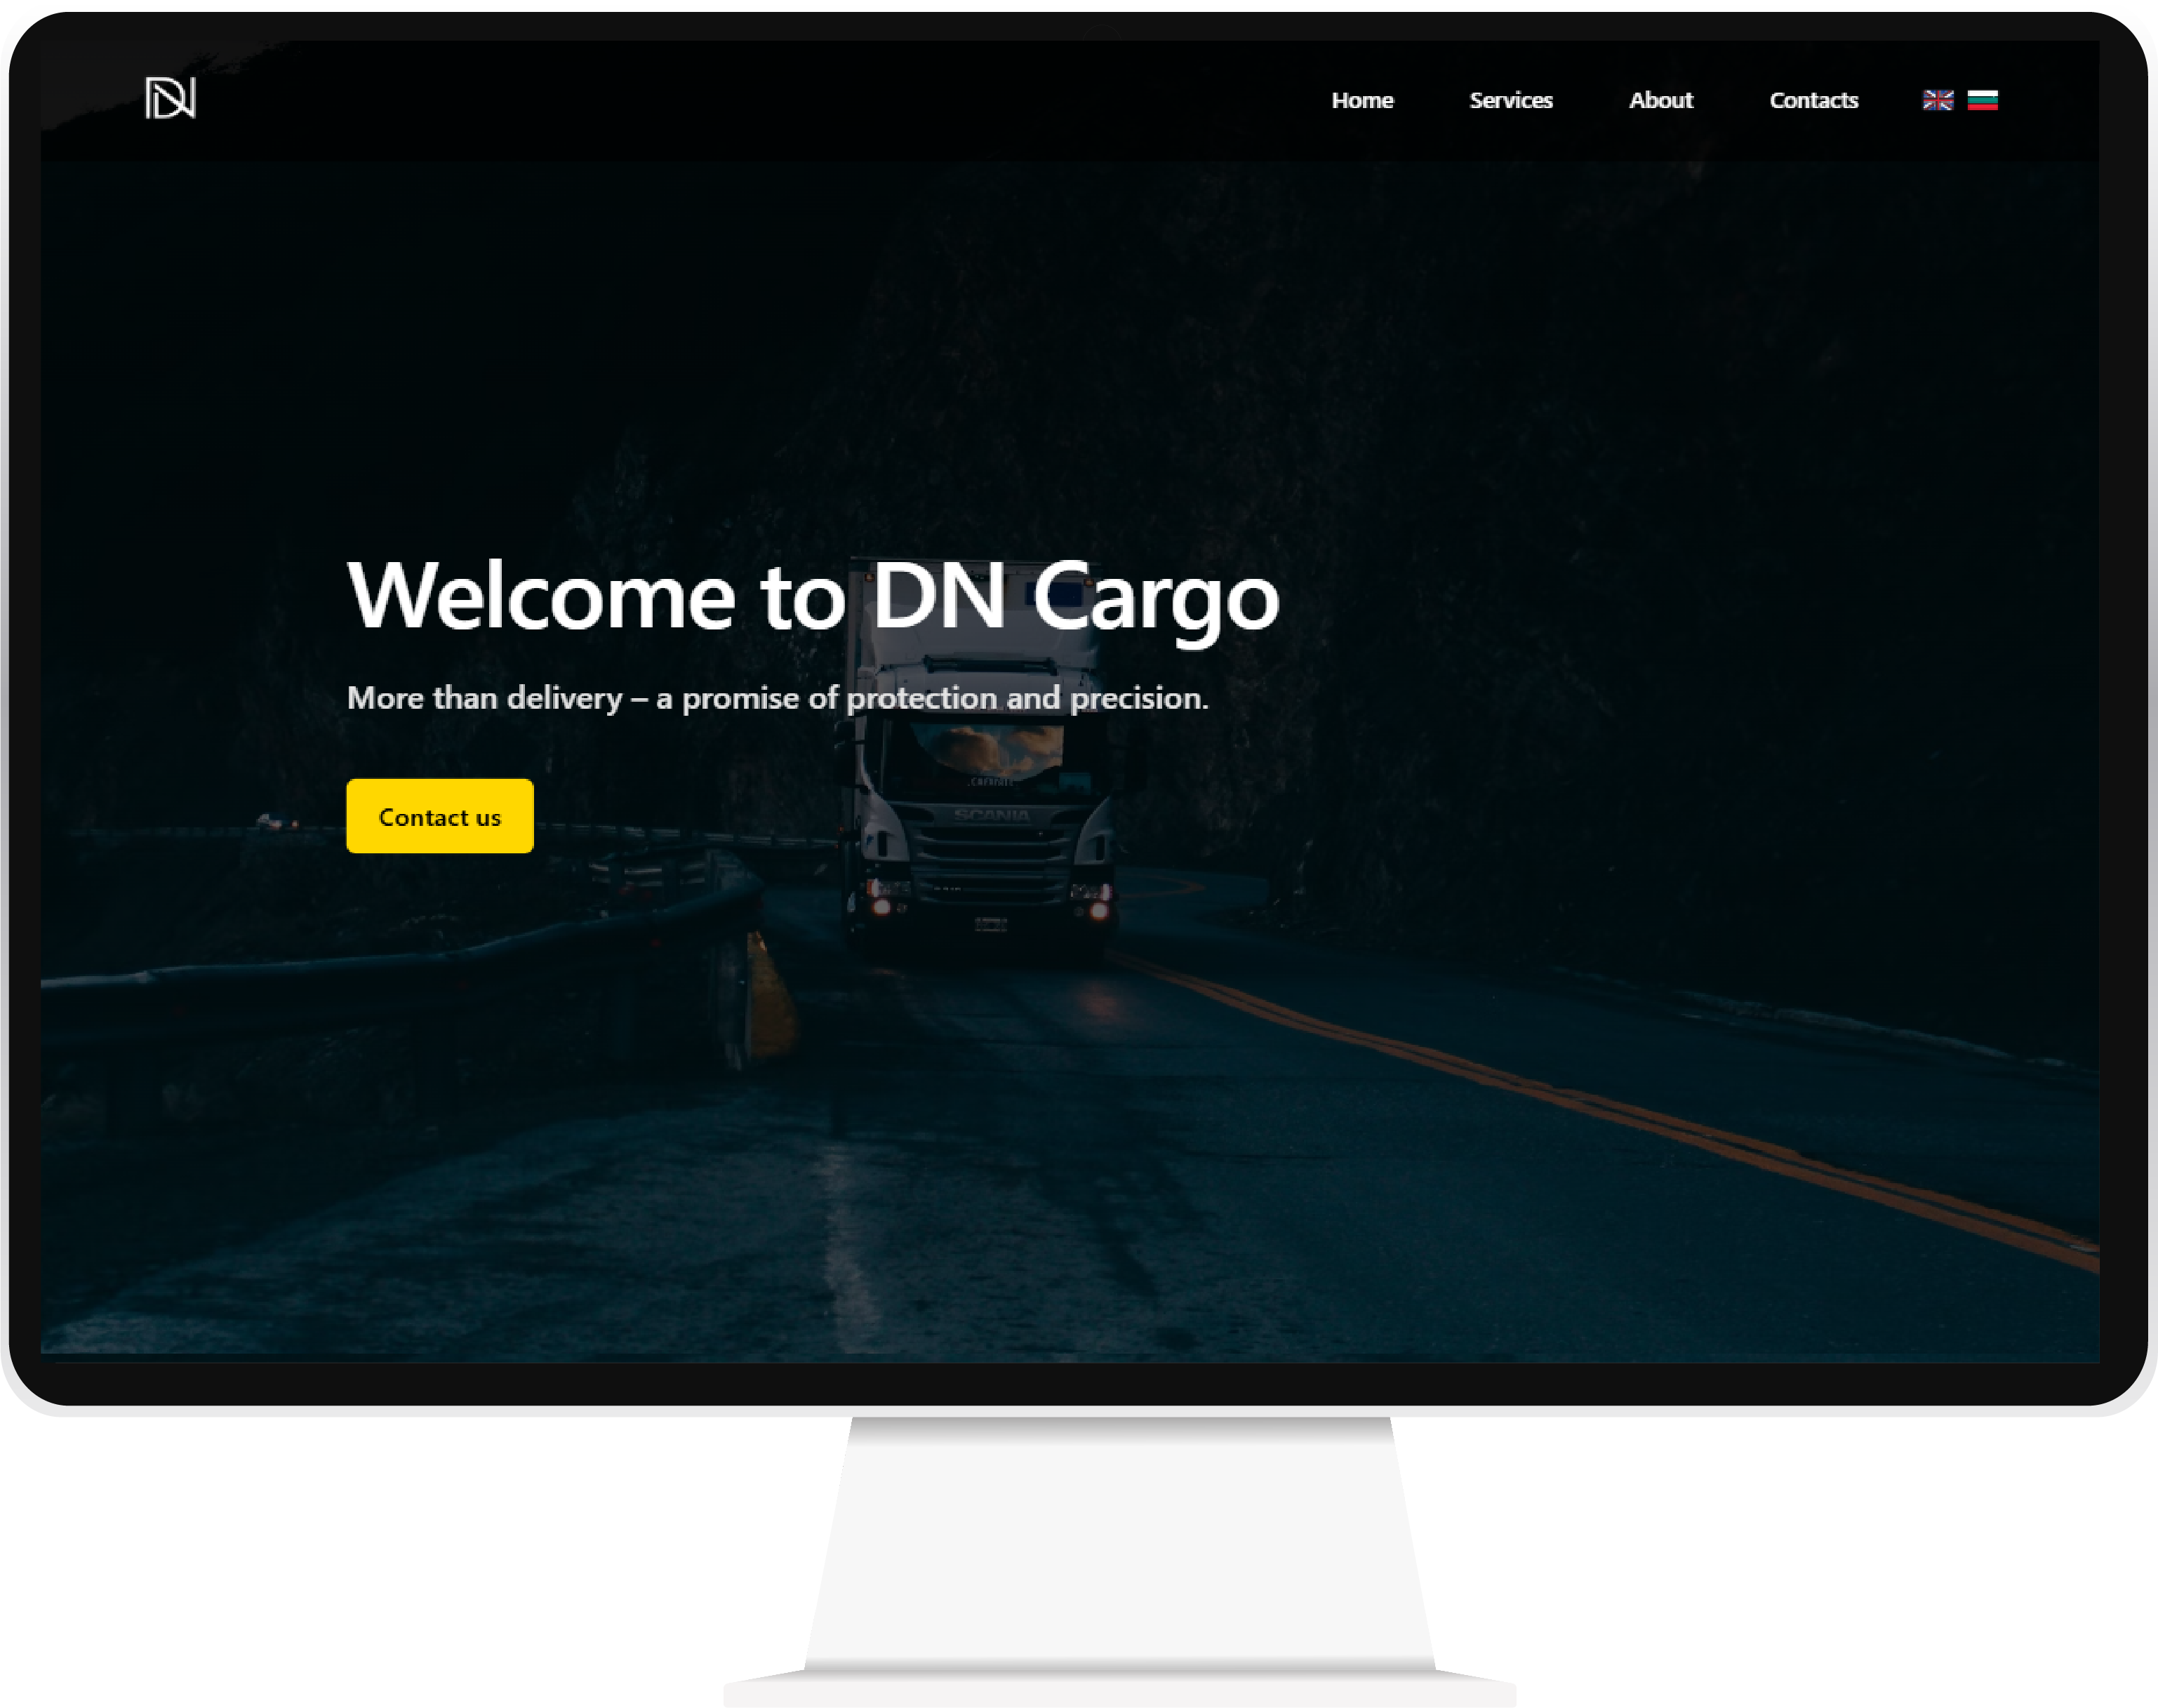 DN
Home Services About Contacts
Welcome to DN Cargo
More than delivery – a promise of protection and precision.
Contact us
SCANIA